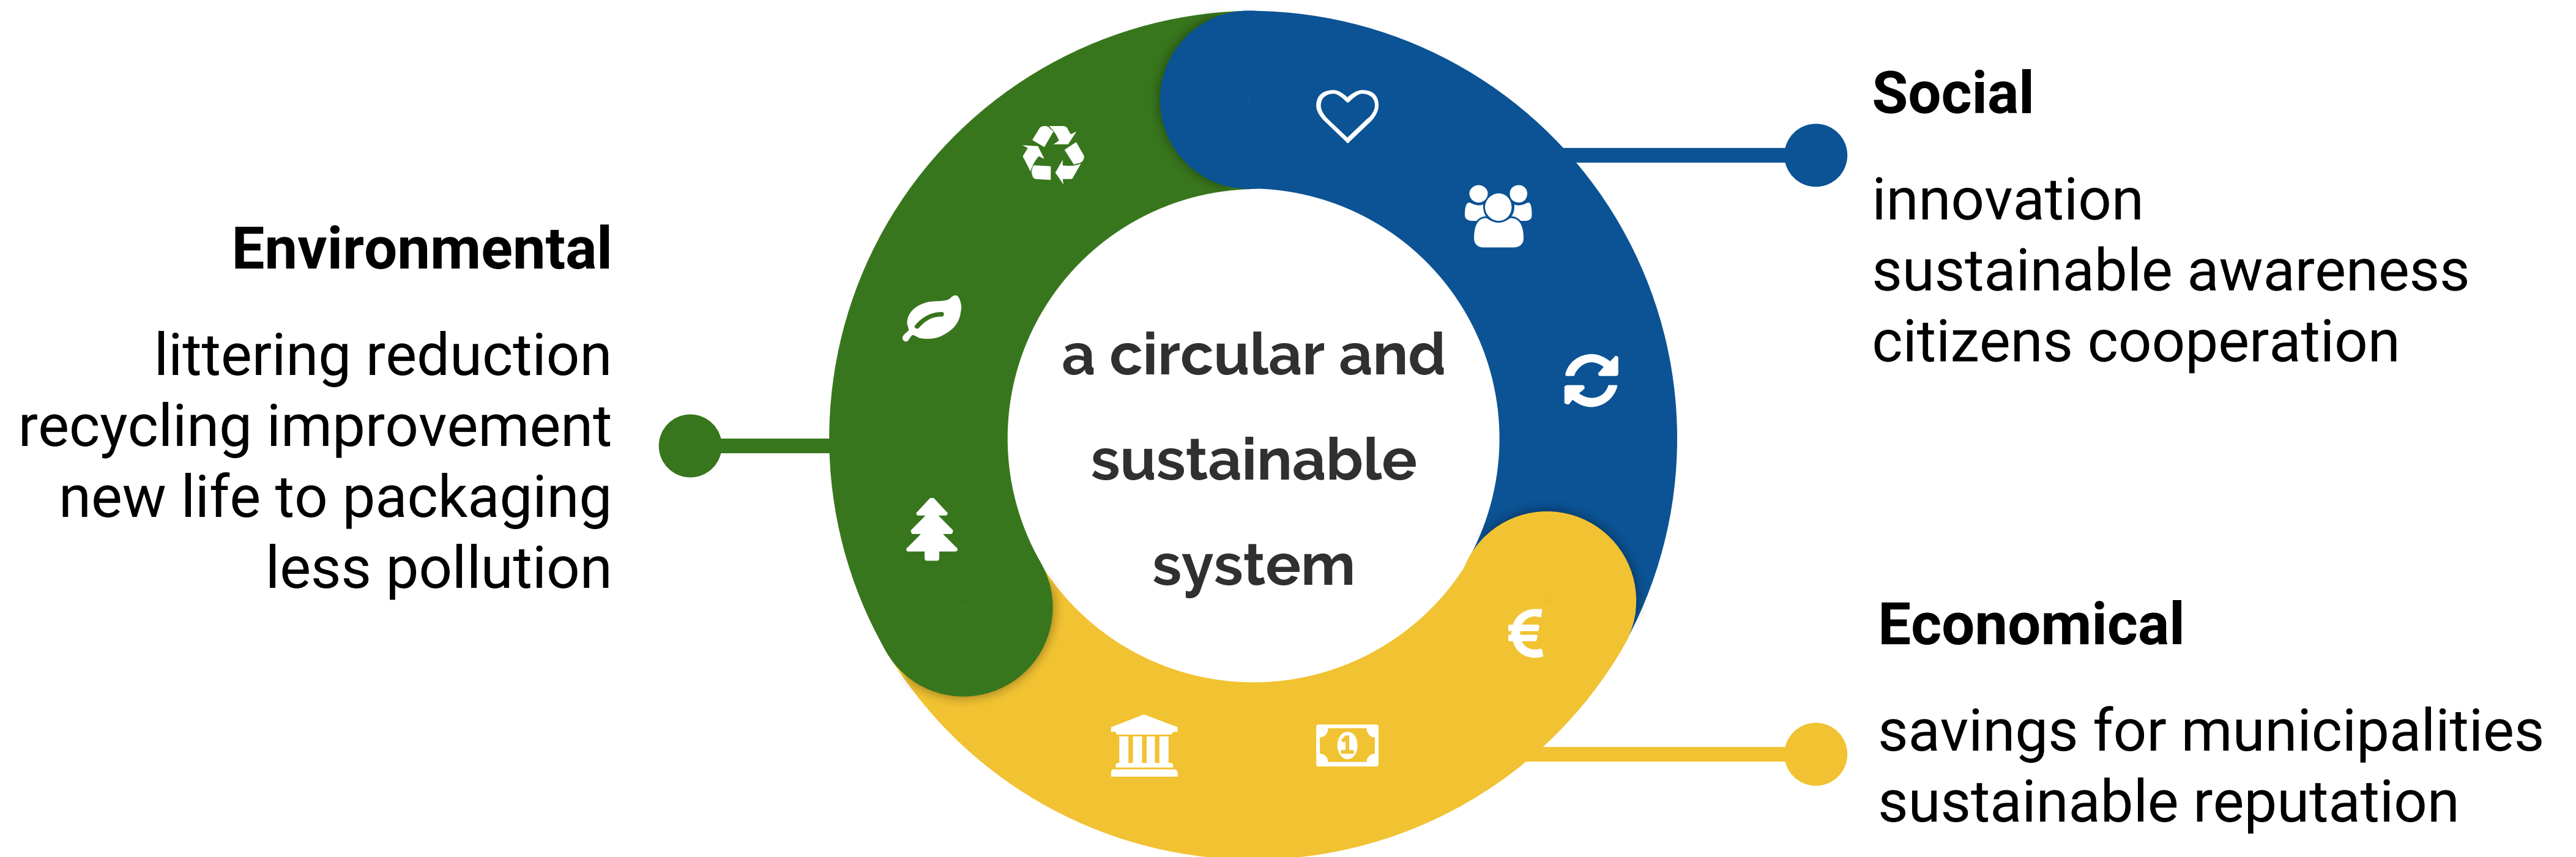 Environmental
littering reduction
recycling improvement
new life to packaging
less pollution
a circular and
sustainable
system
Social
innovation
sustainable awareness
citizens cooperation
€
1
Economical
savings for municipalities
sustainable reputation